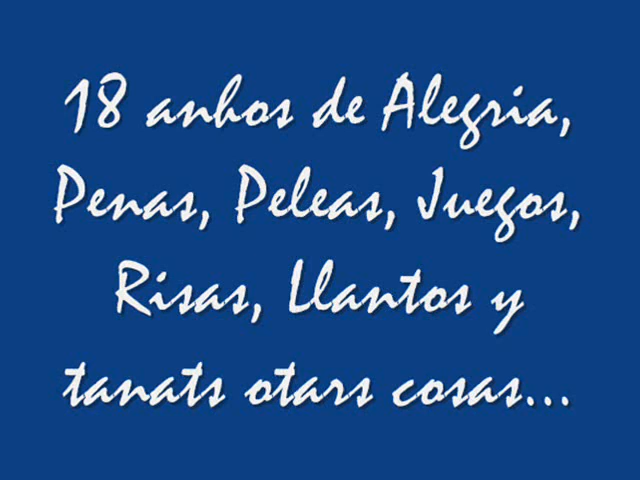 18 anhos de Alegria,
Penas, Peleas, Juegos,
Risas, Llantos y
tanats otars cosas...